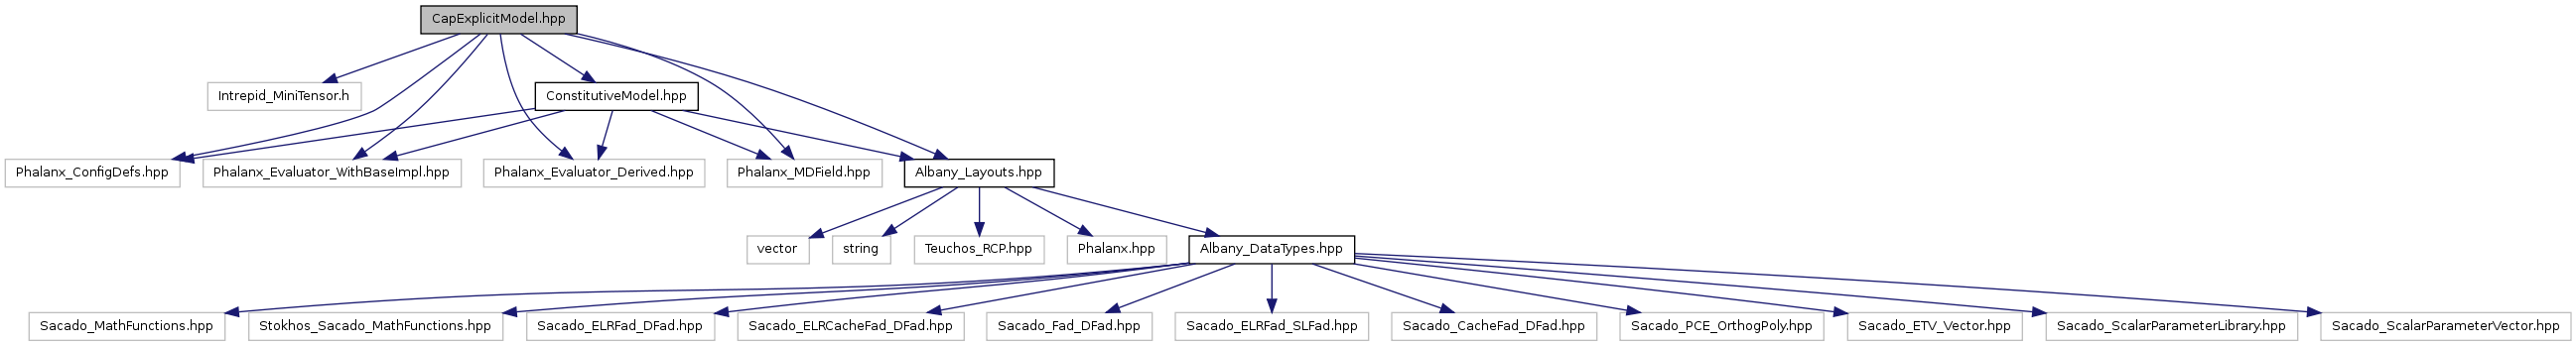 CapExplicitModel.hpp
Intrepid_MiniTensor.h
ConstitutiveModel.hpp
Phalanx_ConfigDefs.hpp
Phalanx_Evaluator_WithBaseImpl.hpp
Phalanx_Evaluator_Derived.hpp
Phalanx_MDField.hpp
Albany_Layouts.hpp
vector
string
Teuchos_RCP.hpp
Phalanx.hpp
Albany_DataTypes.hpp
Sacado_MathFunctions.hpp
Stokhos_Sacado_MathFunctions.hpp
Sacado_ELRFad_DFad.hpp
Sacado_ELRCacheFad_DFad.hpp
Sacado_Fad_DFad.hpp
Sacado_ELRFad_SLFad.hpp
Sacado_CacheFad_DFad.hpp
Sacado_PCE_OrthogPoly.hpp
Sacado_ETV_Vector.hpp
Sacado_ScalarParameterLibrary.hpp
Sacado_ScalarParameterVector.hpp